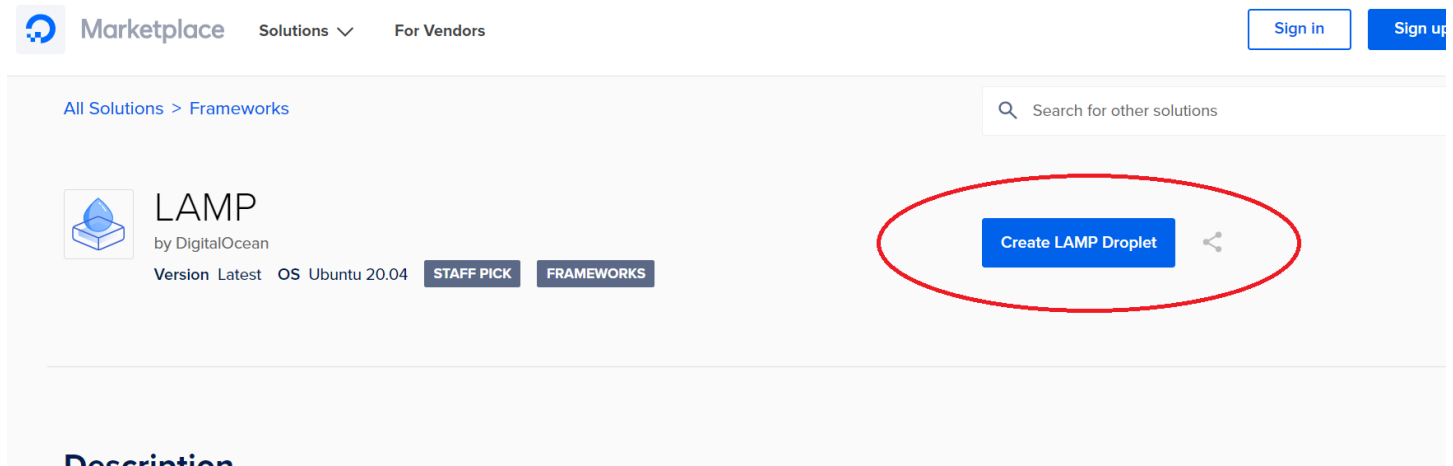 Marketplace Solutions For Vendors Sign in Sign up
All Solutions > Frameworks
Search for other solutions
LAMP
by DigitalOcean
Version Latest OS Ubuntu 20.04 STAFF PICK FRAMEWORKS
Create LAMP Droplet
Description